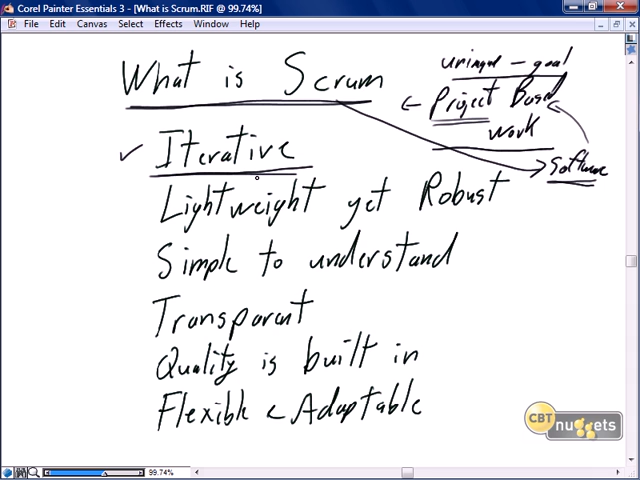 Corel Painter Essentials 3 - [What is Scrum.RIF @ 99.74%]
File Edit Canvas Select Effects Window Help
What is Scrum
goal
Project Based
work
Software
Iterative
Lightweight yet Robust
Simple to understand
Transparent
Quality is built in
Flexible & Adaptable
CBT
nuggets
99.74%